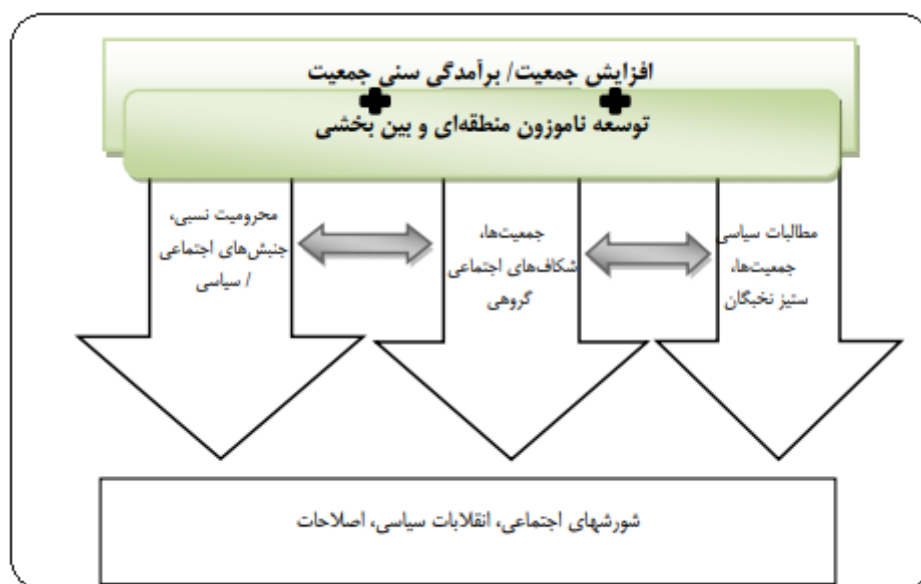 افزایش جمعیت/ برآمدگی سنی جمعیت
توسعه ناموزون منطقه‌ای و بین بخشی
مطالبات سیاسی
جمعیت‌ها،
ستیز نخبگان
جمعیت‌ها،
شکاف‌های اجتماعی
گروهی
محرومیت نسبی،
جنبش‌های اجتماعی
/ سیاسی
شورشهای اجتماعی، انقلابات سیاسی، اصلاحات